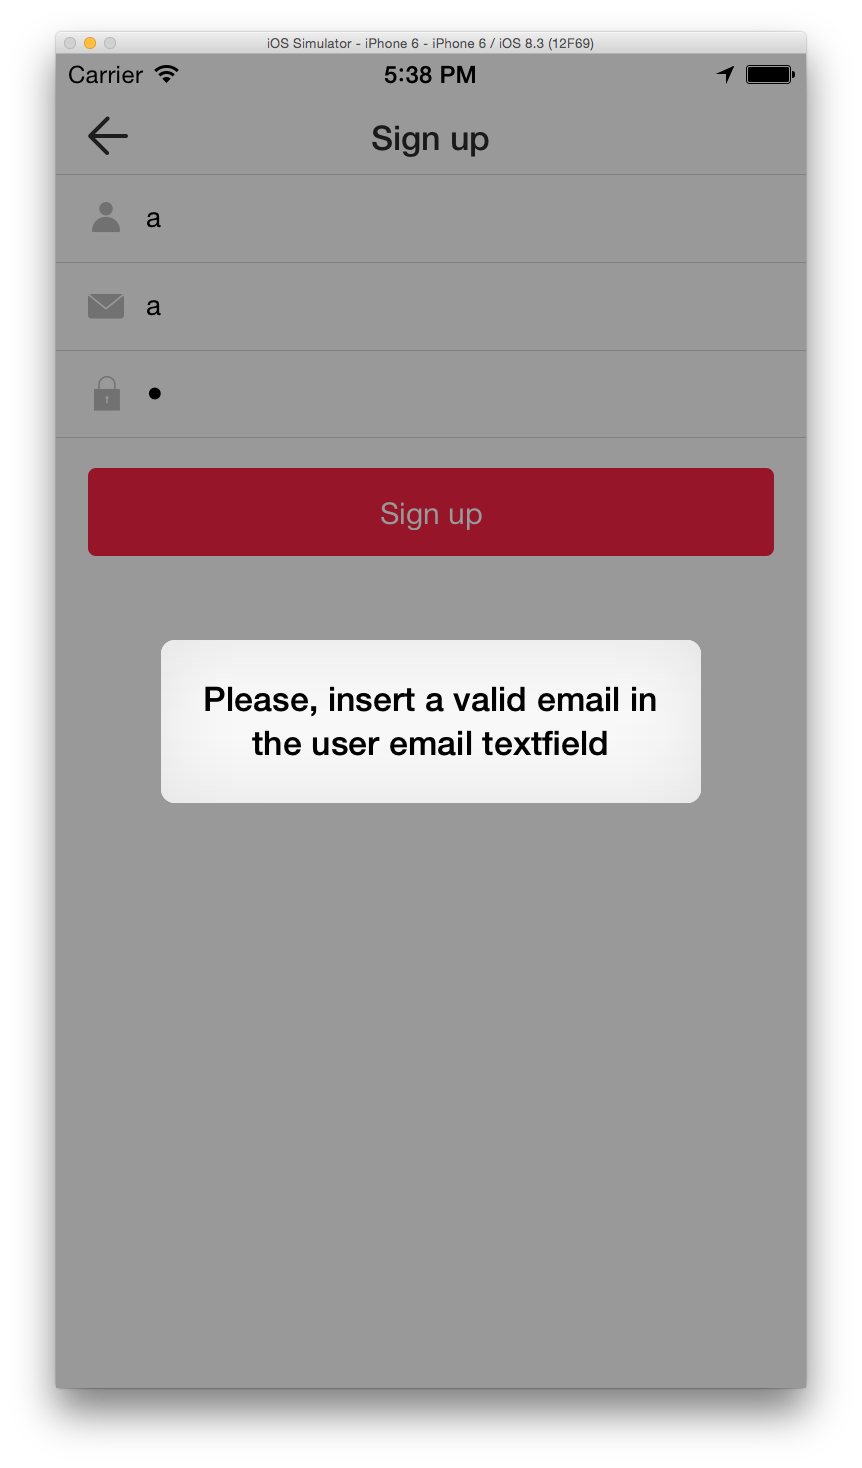 iOS Simulator - iPhone 6 - iPhone 6 / iOS 8.3 (12F69)
Carrier 5:38 PM
Sign up
a
a
•
Sign up
Please, insert a valid email in
the user email textfield